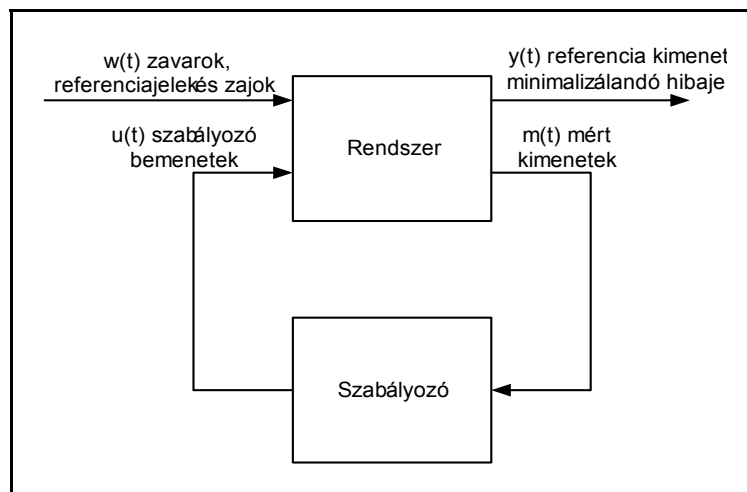 w(t) zavarok,
referenciajelekés zajok
y(t) referencia kimenet
minimalizálandó hibaje
u(t) szabályozó
bemenetek
Rendszer
m(t) mért
kimenetek
Szabályozó